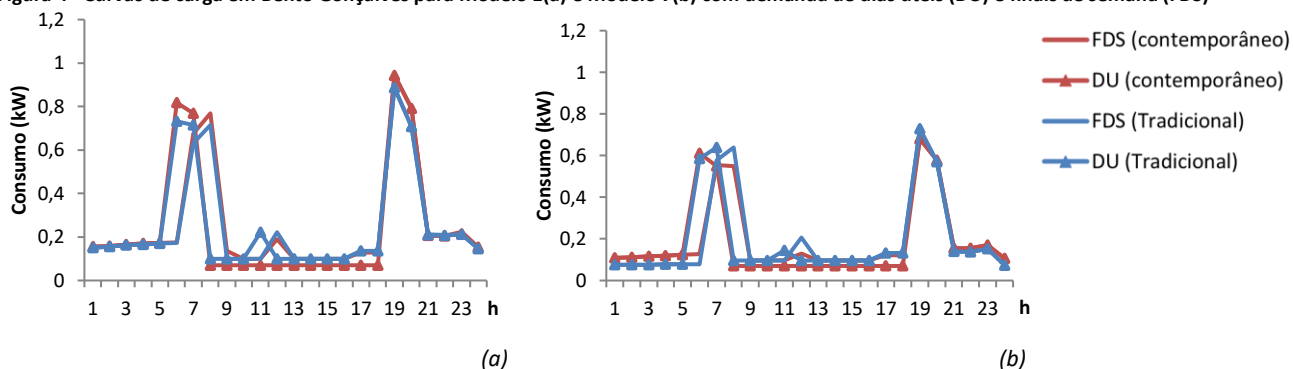 1,2
1
0,8
0,6
0,4
0,2
0
Consumo (kW)
1 3 5 7 9 11 13 15 17 19 21 23 h
(a)
1,2
1
0,8
0,6
0,4
0,2
0
Consumo (kW)
1 3 5 7 9 11 13 15 17 19 21 23 h
(b)
FDS (contemporâneo)
DU (contemporâneo)
FDS (Tradicional)
DU (Tradicional)